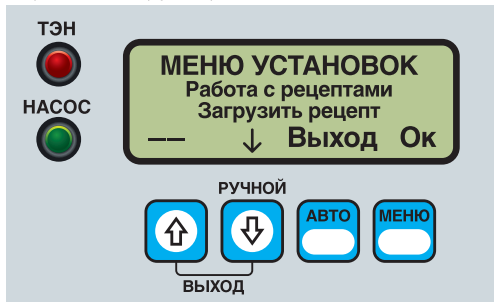 ТЭН
НАСОС
МЕНЮ УСТАНОВОК
Работа с рецептами
Загрузить рецепт
–– ↓ Выход Ок
РУЧНОЙ
АВТО
МЕНЮ
ВЫХОД